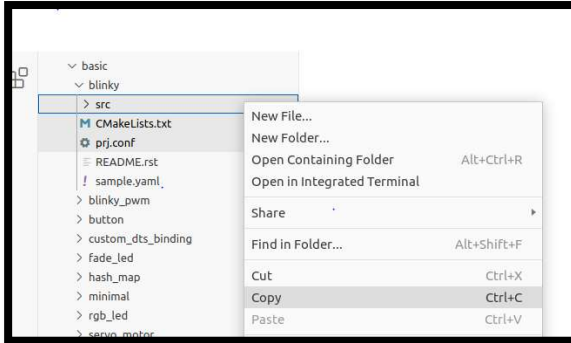 basic
blinky
src
CMakeLists.txt
prj.conf
README.rst
sample.yaml
blinky_pwm
button
custom_dts_binding
fade_led
hash_map
minimal
rgb_led
servo_motor
New File...
New Folder...
Open Containing Folder Alt+Ctrl+R
Open in Integrated Terminal
Share
Find in Folder... Alt+Shift+F
Cut Ctrl+X
Copy Ctrl+C
Paste Ctrl+V